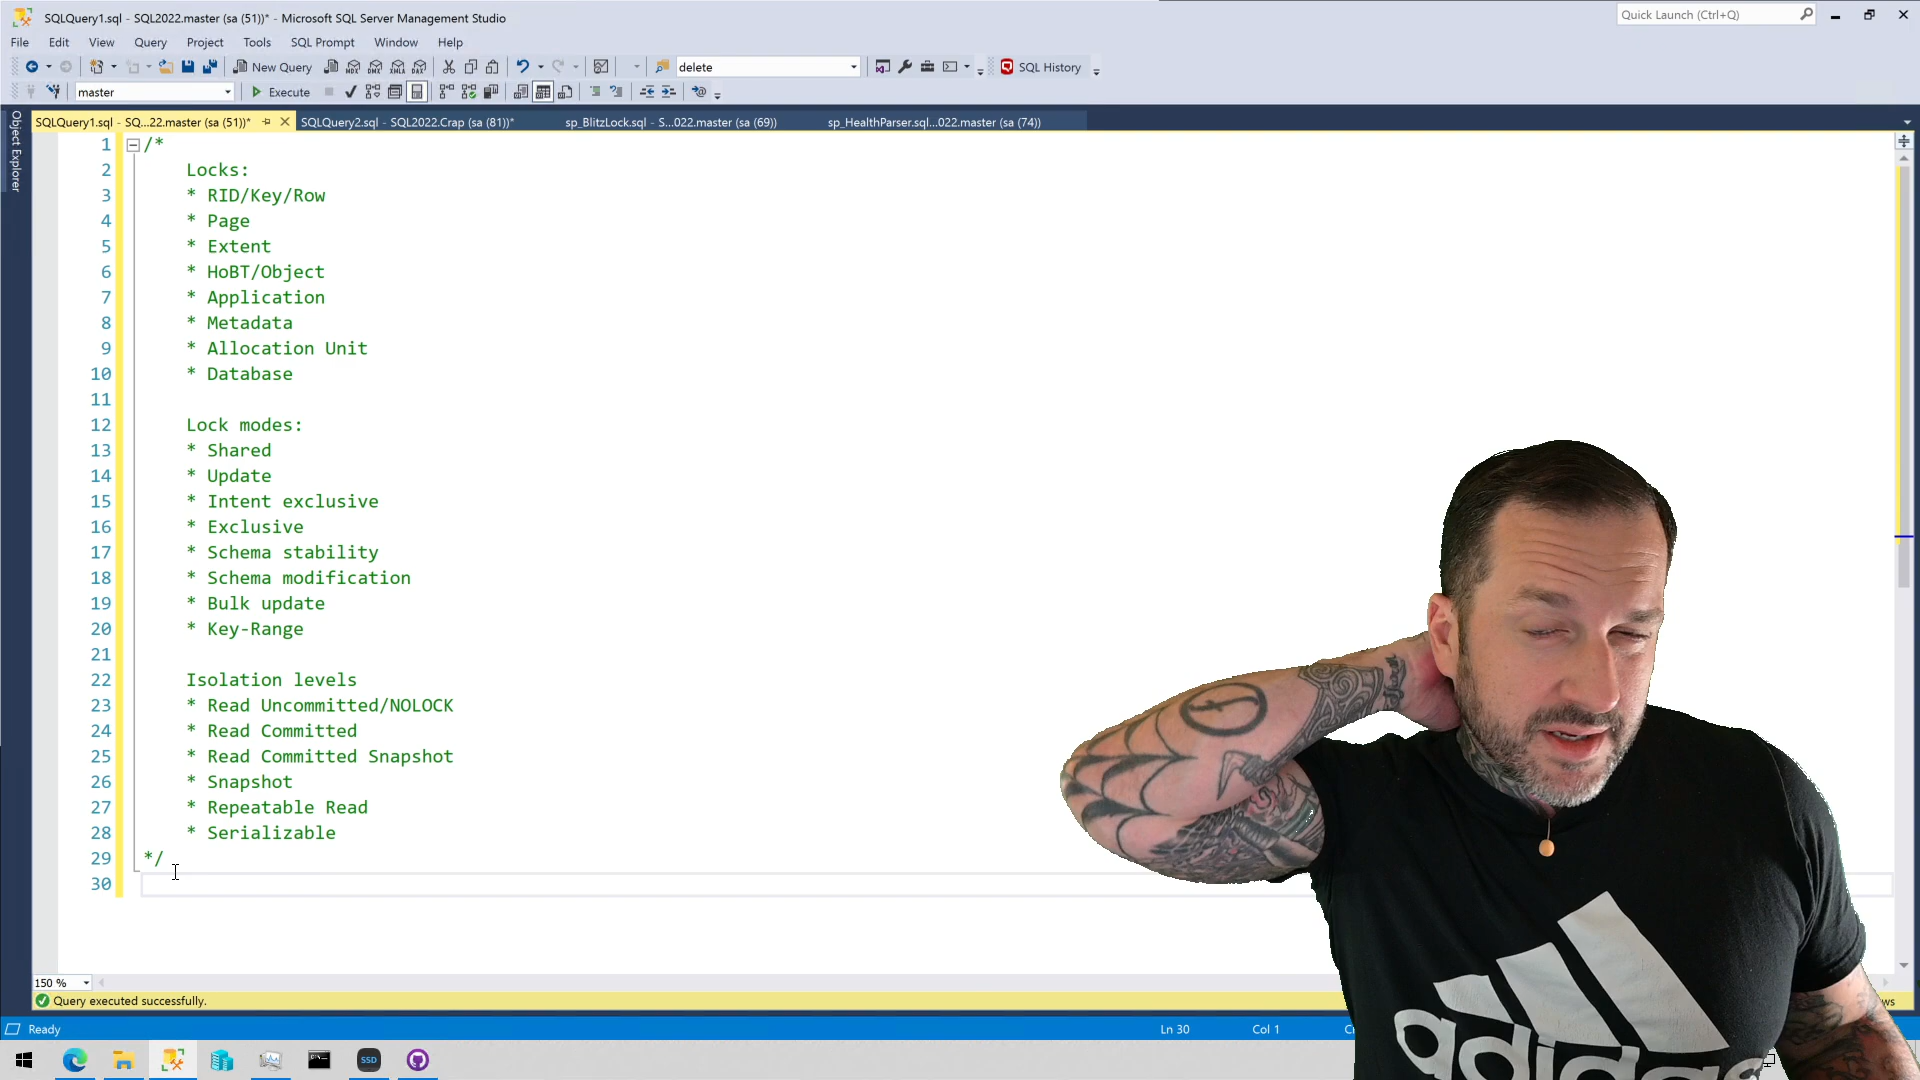 SQLQuery1.sql - SQL2022.master (sa (51))* - Microsoft SQL Server Management Studio
Quick Launch (Ctrl+Q)
File Edit View Query Project Tools SQL Prompt Window Help
New Query MDX DMX XMLA DAX delete SQL History
master Execute
SQLQuery1.sql - SQ...22.master (sa (51))* SQLQuery2.sql - SQL2022.Crap (sa (81))* sp_BlitzLock.sql - S...022.master (sa (69)) sp_HealthParser.sql...022.master (sa (74))
Object Explorer
1 /*
2 Locks:
3 * RID/Key/Row
4 * Page
5 * Extent
6 * HoBT/Object
7 * Application
8 * Metadata
9 * Allocation Unit
10 * Database
11
12 Lock modes:
13 * Shared
14 * Update
15 * Intent exclusive
16 * Exclusive
17 * Schema stability
18 * Schema modification
19 * Bulk update
20 * Key-Range
21
22 Isolation levels
23 * Read Uncommitted/NOLOCK
24 * Read Committed
25 * Read Committed Snapshot
26 * Snapshot
27 * Repeatable Read
28 * Serializable
29 */
30
150 %
Query executed successfully.
Ready Ln 30 Col 1
SSD
adidas